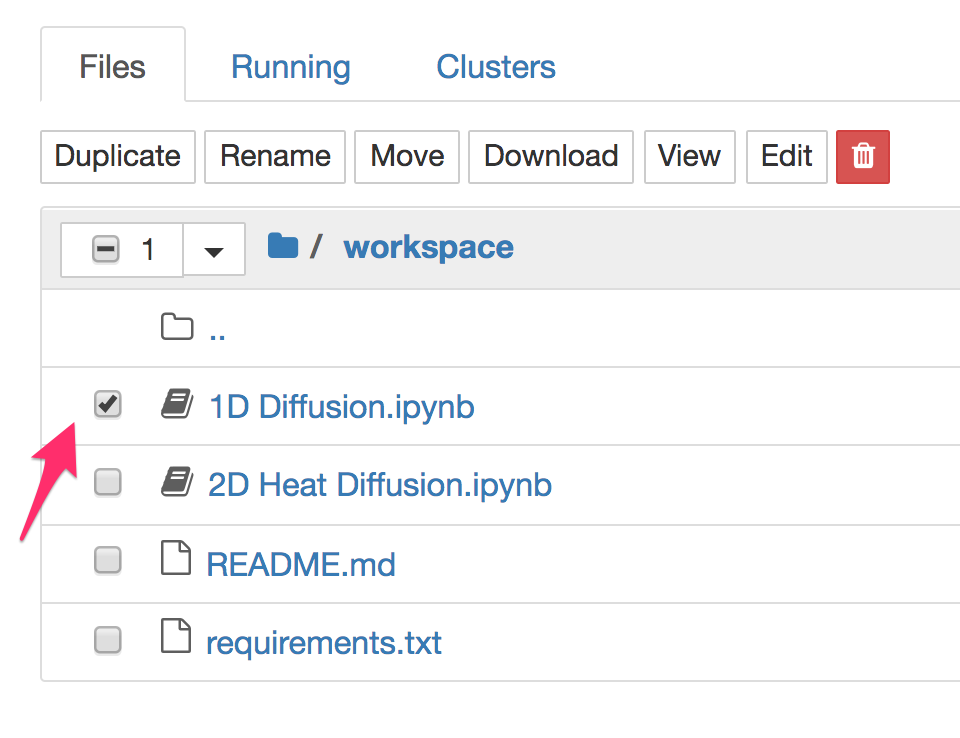 Files Running Clusters
Duplicate Rename Move Download View Edit
1 / workspace
..
1D Diffusion.ipynb
2D Heat Diffusion.ipynb
README.md
requirements.txt